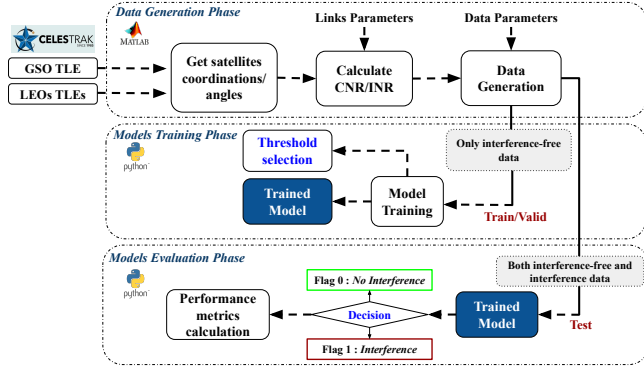 Data Generation Phase
Links Parameters
Data Parameters
CELESTRAK
MATLAB
GSO TLE
LEOs TLEs
Get satellites
coordinations/
angles
Calculate
CNR/INR
Data
Generation
Models Training Phase
python
Only interference-free
data
Threshold
selection
Trained
Model
Model
Training
Train/Valid
Models Evaluation Phase
python
Both interference-free and
interference data
Flag 0 : No Interference
Performance
metrics
calculation
Decision
Trained
Model
Test
Flag 1 : Interference